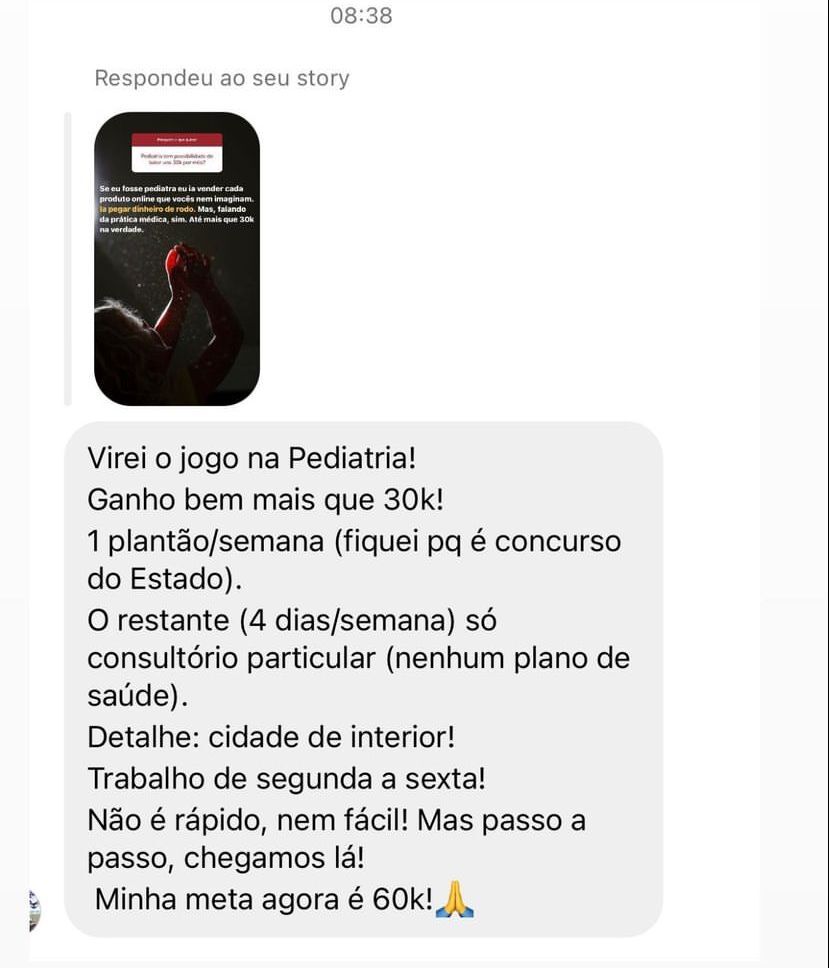 08:38
Respondeu ao seu story
Pediatria tem possibilidade de
tirar uns 30k por mês?
Se eu fosse pediatra eu ia vender cada
produto online que vocês nem imaginam.
Ia pegar dinheiro de rodo. Mas, falando
da prática médica, sim. Até mais que 30k
na verdade.
Virei o jogo na Pediatria!
Ganho bem mais que 30k!
1 plantão/semana (fiquei pq é concurso
do Estado).
O restante (4 dias/semana) só
consultório particular (nenhum plano de
saúde).
Detalhe: cidade de interior!
Trabalho de segunda a sexta!
Não é rápido, nem fácil! Mas passo a
passo, chegamos lá!
Minha meta agora é 60k!🙏